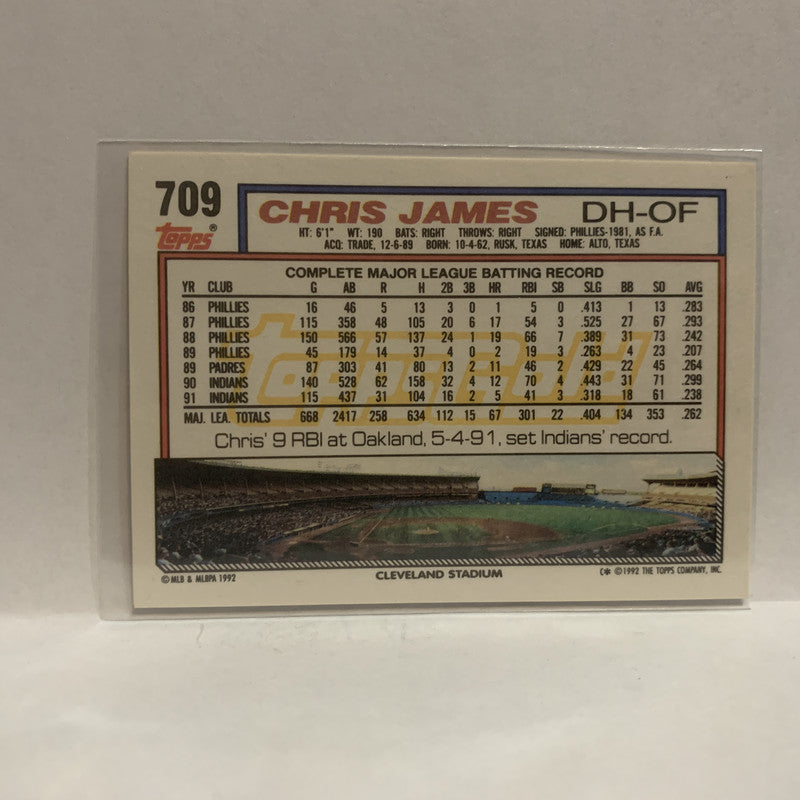 709
topps®
CHRIS JAMES DH-OF
HT: 6'1" WT: 190 BATS: RIGHT THROWS: RIGHT SIGNED: PHILLIES-1981, AS F.A.
ACQ: TRADE, 12-6-89 BORN: 10-4-62, RUSK, TEXAS HOME: ALTO, TEXAS
COMPLETE MAJOR LEAGUE BATTING RECORD
YR CLUB G AB R H 2B 3B HR RBI SB SLG BB SO AVG
86 PHILLIES 16 46 5 13 3 0 1 5 0 .413 1 13 .283
87 PHILLIES 115 358 48 105 20 6 17 54 3 .525 27 67 .293
88 PHILLIES 150 566 57 137 24 1 19 66 7 .389 31 73 .242
89 PHILLIES 45 179 14 37 4 0 2 19 3 .263 4 23 .207
89 PADRES 87 303 41 80 13 2 11 46 2 .429 22 45 .264
90 INDIANS 140 528 62 158 32 4 12 70 4 .443 31 71 .299
91 INDIANS 115 437 31 104 16 2 5 41 3 .318 18 61 .238
MAJ. LEA. TOTALS 668 2417 258 634 112 15 67 301 22 .404 134 353 .262
Chris' 9 RBI at Oakland, 5-4-91, set Indians' record.
©MLB & MLBPA 1992 CLEVELAND STADIUM C* ©1992 THE TOPPS COMPANY, INC.